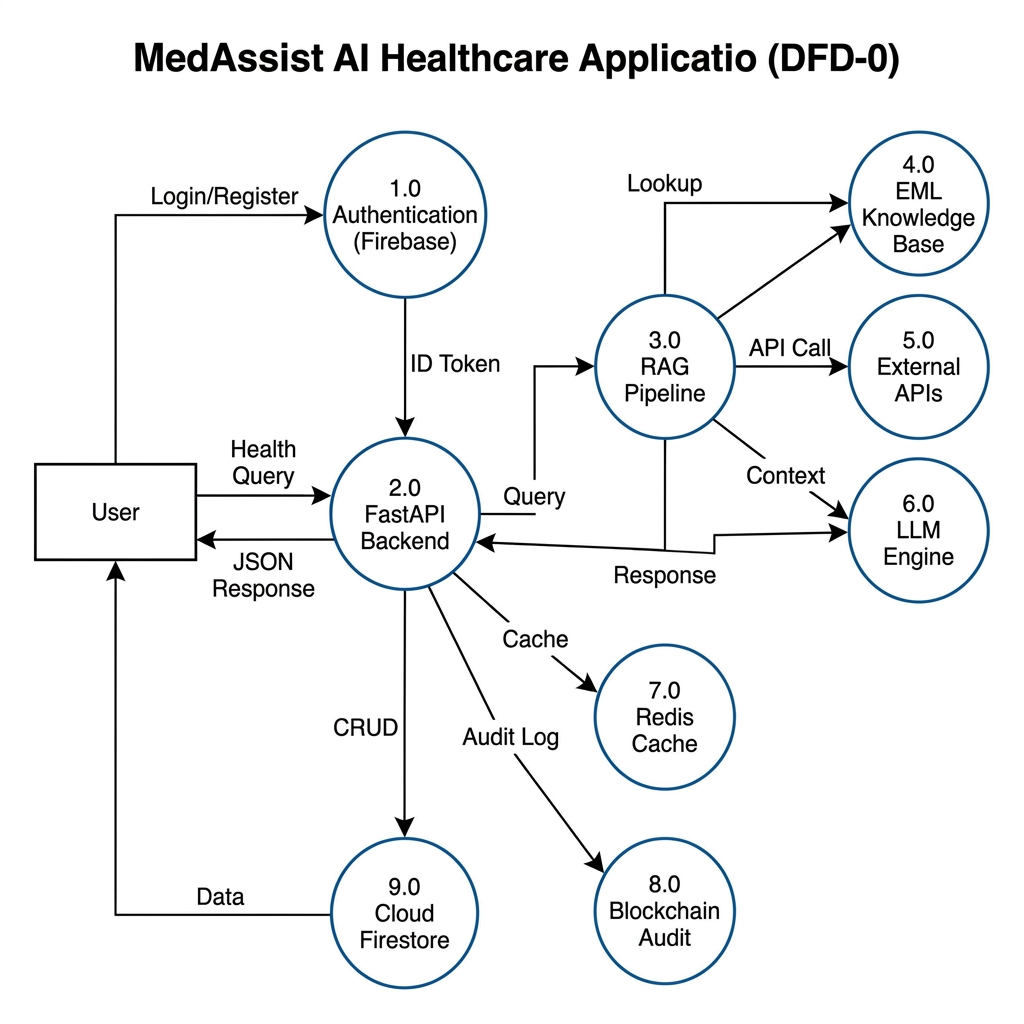 MedAssist AI Healthcare Applicatio (DFD-0)
Login/Register
1.0
Authentication
(Firebase)
Lookup
4.0
EML
Knowledge
Base
ID Token
3.0
RAG
Pipeline
API Call
5.0
External
APIs
Health
Query
User
JSON
Response
2.0
FastAPI
Backend
Query
Context
6.0
LLM
Engine
Response
Cache
7.0
Redis
Cache
CRUD
Audit Log
Data
9.0
Cloud
Firestore
8.0
Blockchain
Audit